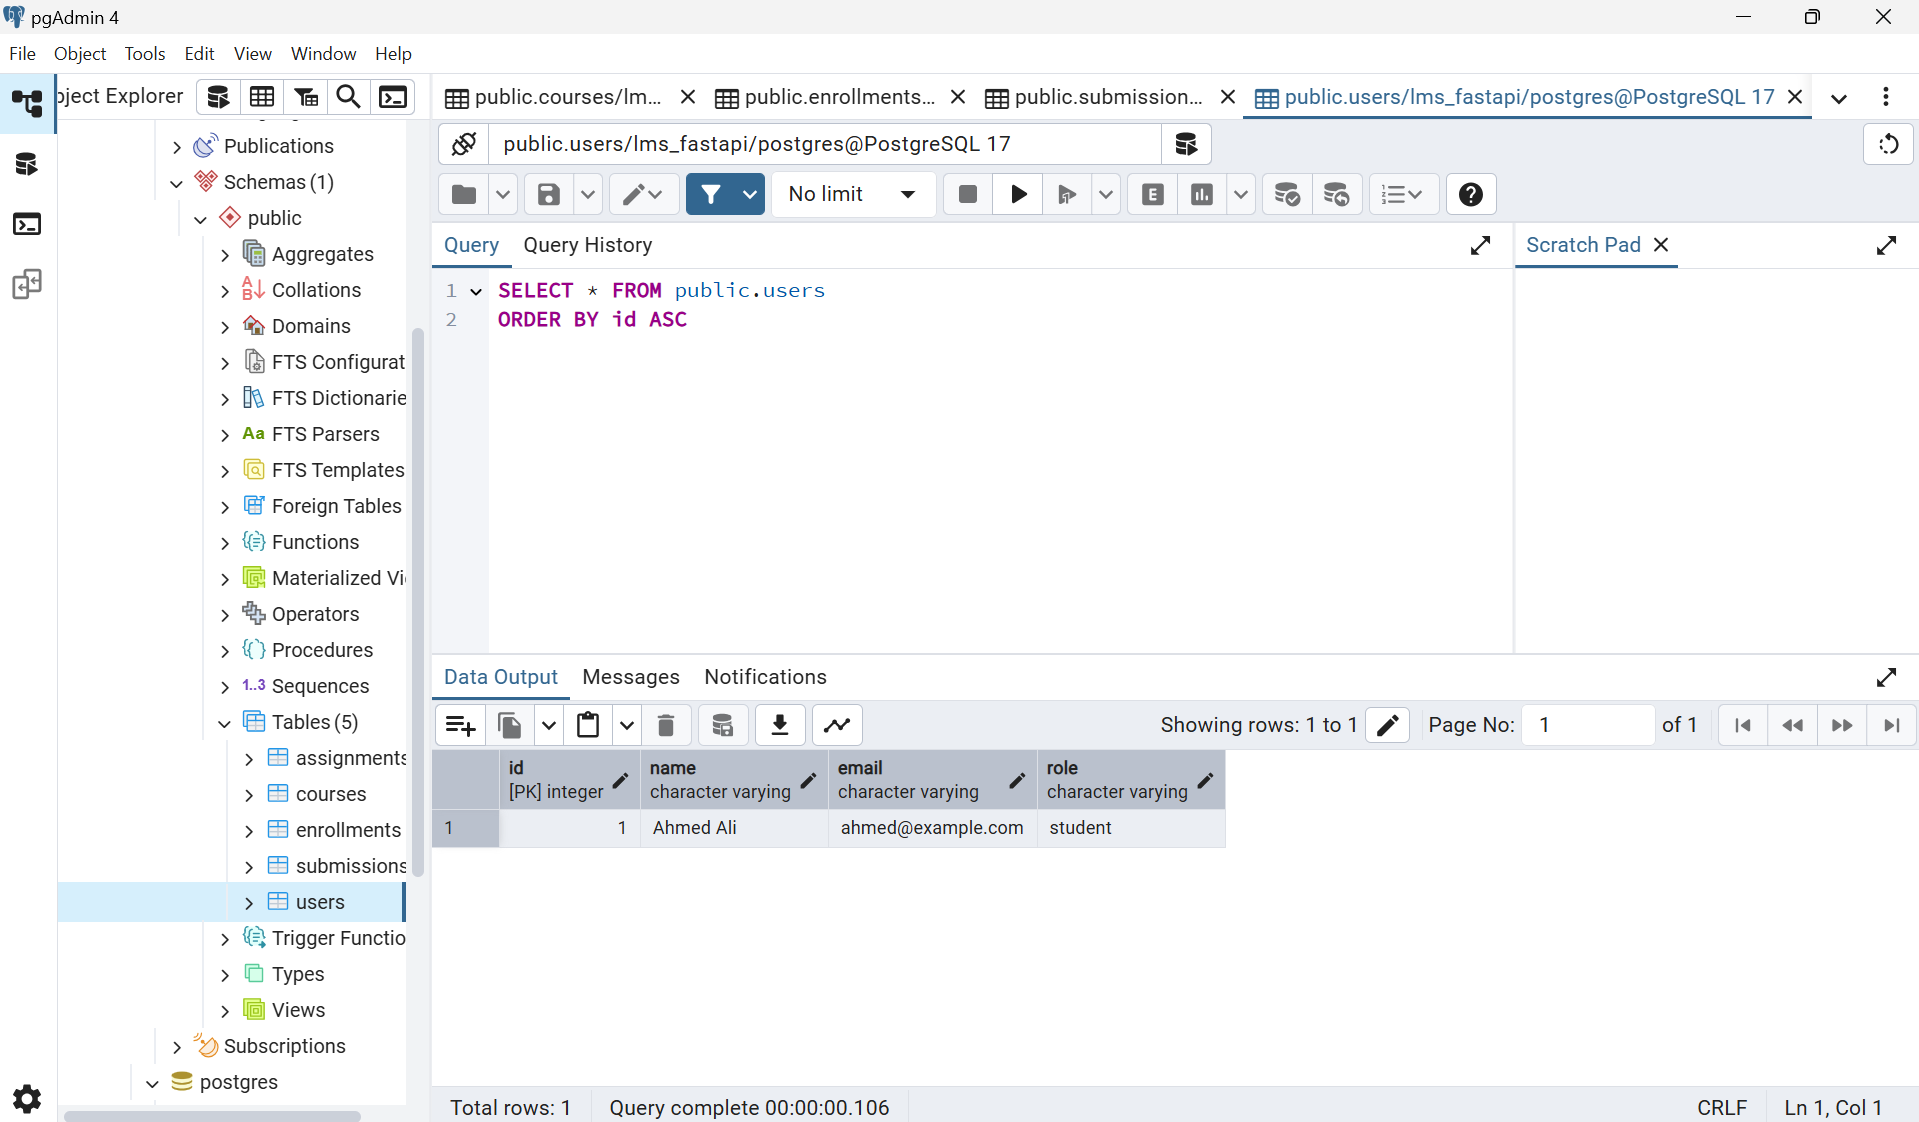 pgAdmin 4
File Object Tools Edit View Window Help
bject Explorer
public.courses/lm...
public.enrollments...
public.submission...
public.users/lms_fastapi/postgres@PostgreSQL 17
public.users/lms_fastapi/postgres@PostgreSQL 17
No limit
E
Query
Query History
Scratch Pad
1 SELECT * FROM public.users
2 ORDER BY id ASC
Publications
Schemas (1)
public
Aggregates
Collations
Domains
FTS Configurat
FTS Dictionarie
Aa FTS Parsers
FTS Templates
Foreign Tables
Functions
Materialized Vi
Operators
Procedures
1..3 Sequences
Tables (5)
assignments
courses
enrollments
submissions
users
Trigger Functio
Types
Views
Subscriptions
postgres
Data Output
Messages
Notifications
Showing rows: 1 to 1
Page No: 1 of 1
id
[PK] integer
name
character varying
email
character varying
role
character varying
1 1 Ahmed Ali ahmed@example.com student
Total rows: 1
Query complete 00:00:00.106
CRLF
Ln 1, Col 1